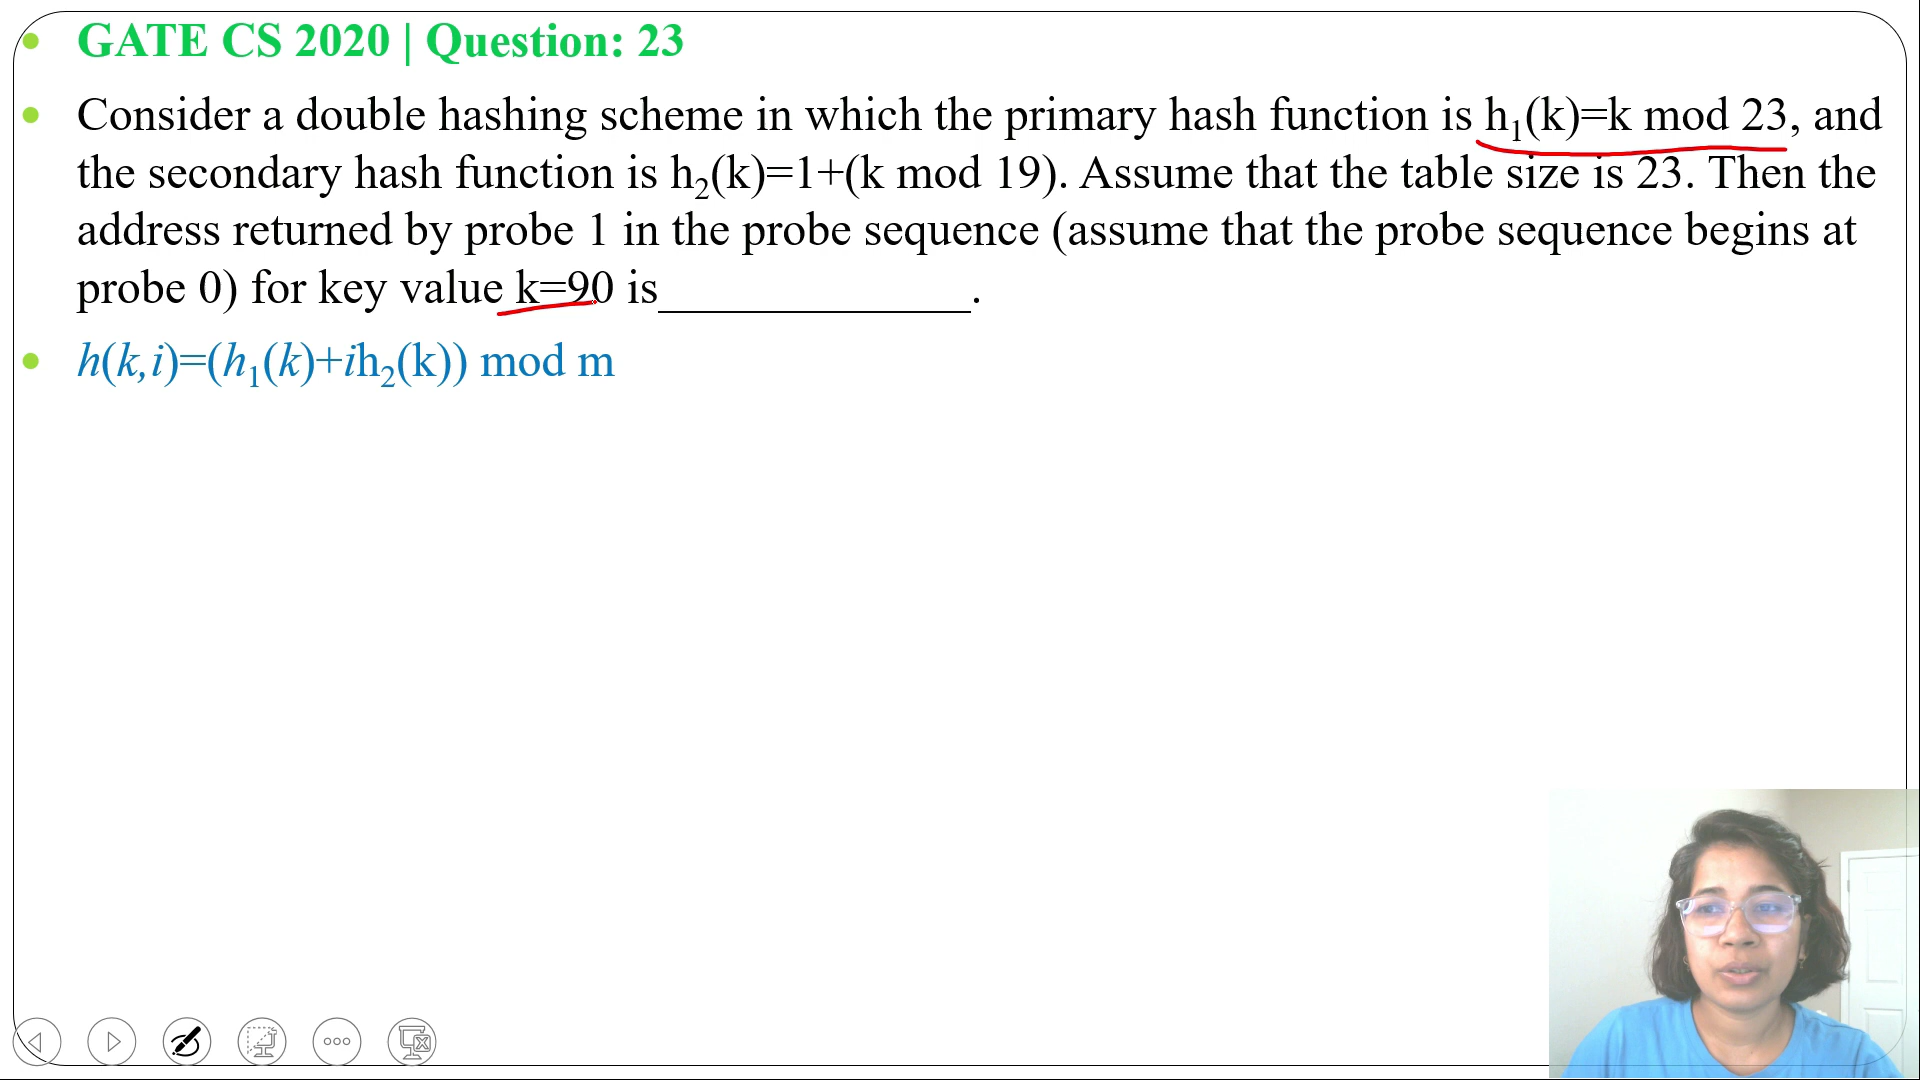 GATE CS 2020 | Question: 23
Consider a double hashing scheme in which the primary hash function is h₁(k)=k mod 23, and
the secondary hash function is h₂(k)=1+(k mod 19). Assume that the table size is 23. Then the
address returned by probe 1 in the probe sequence (assume that the probe sequence begins at
probe 0) for key value k=90 is_____________.
h(k,i)=(h₁(k)+ih₂(k)) mod m